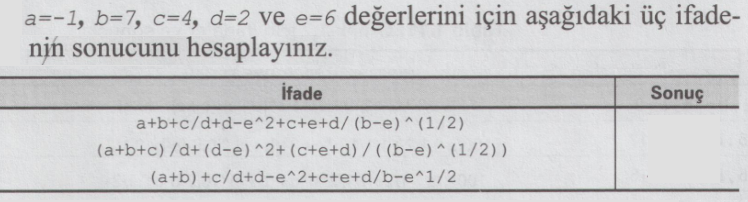 a=-1, b=7, c=4, d=2 ve e=6 değerlerini için aşağıdaki üç ifade-
nin sonucunu hesaplayınız.
İfade Sonuç
a+b+c/d+d-e^2+c+e+d/(b-e)^(1/2)
(a+b+c)/d+(d-e)^2+(c+e+d)/((b-e)^(1/2))
(a+b)+c/d+d-e^2+c+e+d/b-e^1/2